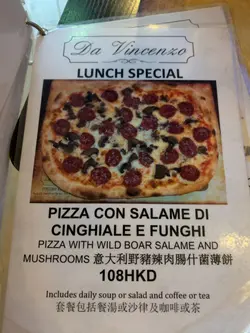 Da Vincenzo
LUNCH SPECIAL
PIZZA CON SALAME DI
CINGHIALE E FUNGHI
PIZZA WITH WILD BOAR SALAME AND
MUSHROOMS 意大利野豬辣肉腸什菌薄餅
108HKD
Includes daily soup or salad and coffee or tea
套餐包括餐湯或沙律及咖啡或茶